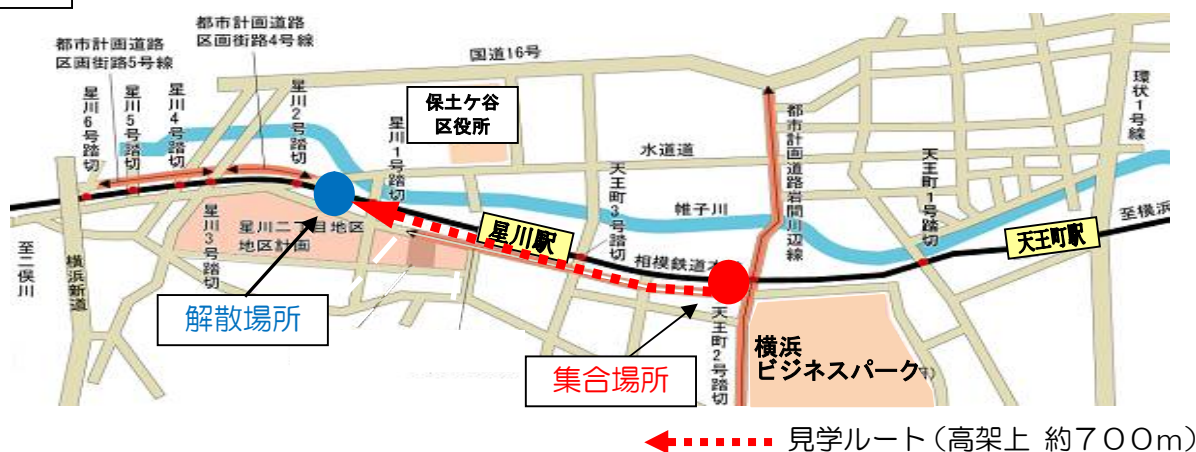 都市計画道路
区画街路5号線
都市計画道路
区画街路4号線
国道16号
星川6号踏切
星川5号踏切
星川4号踏切
星川2号踏切
星川1号踏切
保土ケ谷
区役所
水道道
都市計画道路岩間川辺線
天王町1号踏切
環状1号線
天王町3号踏切
帷子川
至横浜
天王町駅
星川駅
相模鉄道本
星川3号踏切
星川二丁目地区
地区計画
至二俣川
横浜新道
解散場所
集合場所
天王町2号踏切
横浜
ビジネスパーク
見学ルート(高架上 約700m)